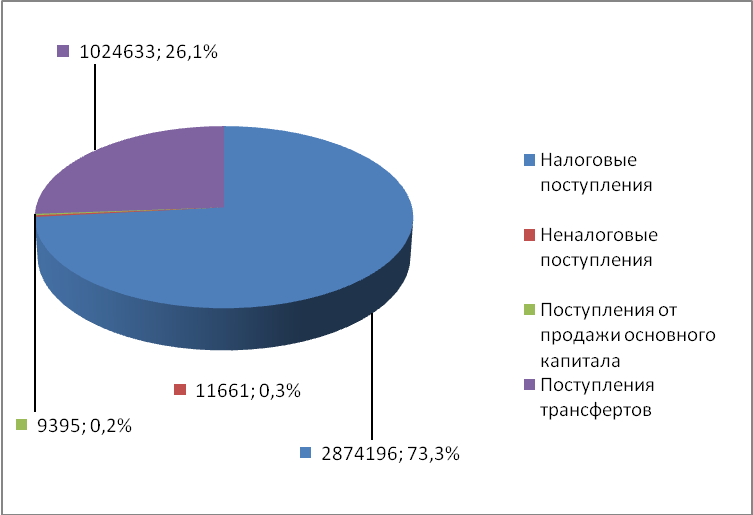 1024633; 26,1%
Налоговые
поступления
Неналоговые
поступления
Поступления от
продажи основного
капитала
Поступления
трансфертов
11661; 0,3%
9395; 0,2%
2874196; 73,3%